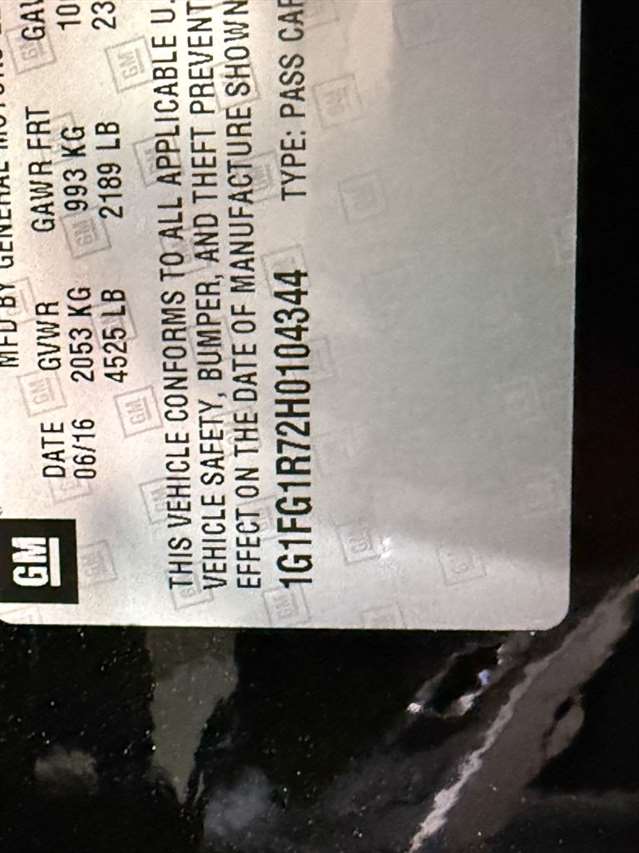 GM
MFD BY GENERAL MOTORS
DATE GVWR GAWR FRT
06/16 2053 KG 993 KG
4525 LB 2189 LB
THIS VEHICLE CONFORMS TO ALL APPLICABLE U.
VEHICLE SAFETY, BUMPER, AND THEFT PREVENT
EFFECT ON THE DATE OF MANUFACTURE SHOWN
1G1FG1R72H0104344 TYPE: PASS CAR